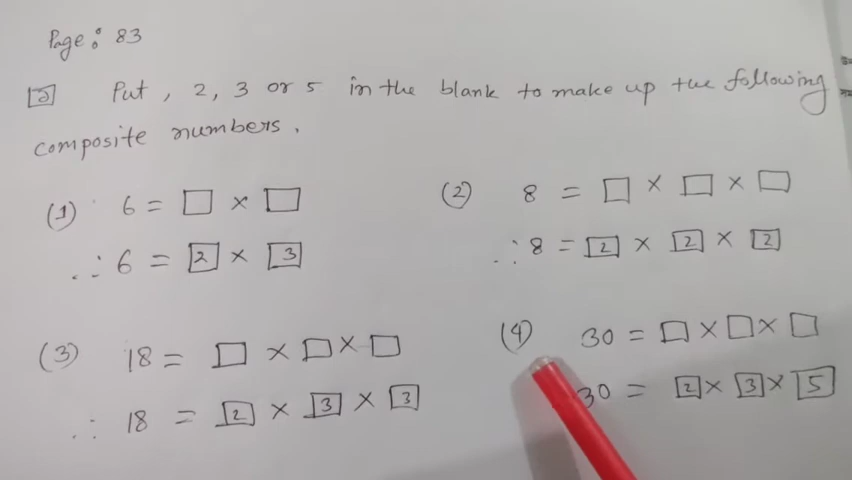 Page: 83
২ Put, 2, 3 or 5 in the blank to make up the following
composite numbers.
(1) 6 = □ × □
∴ 6 = 2 × 3
(2) 8 = □ × □ × □
∴ 8 = 2 × 2 × 2
(3) 18 = □ × □ × □
∴ 18 = 2 × 3 × 3
(4) 30 = □ × □ × □
30 = 2 × 3 × 5